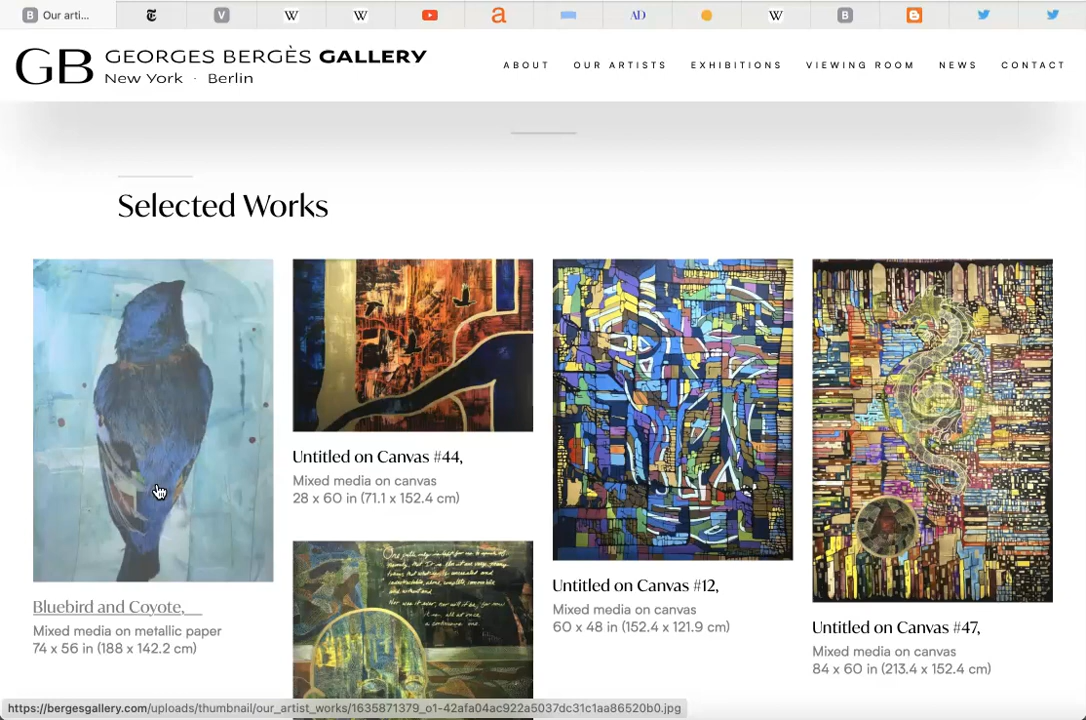 Our arti...
GB GEORGES BERGÈS GALLERY
New York · Berlin
ABOUT OUR ARTISTS EXHIBITIONS VIEWING ROOM NEWS CONTACT
Selected Works
Bluebird and Coyote,
Mixed media on metallic paper
74 x 56 in (188 x 142.2 cm)
Untitled on Canvas #44,
Mixed media on canvas
28 x 60 in (71.1 x 152.4 cm)
Untitled on Canvas #12,
Mixed media on canvas
60 x 48 in (152.4 x 121.9 cm)
Untitled on Canvas #47,
Mixed media on canvas
84 x 60 in (213.4 x 152.4 cm)
https://bergesgallery.com/uploads/thumbnail/our_artist_works/1635871379_o1-42afa04ac922a5037dc31c1aa86520b0.jpg